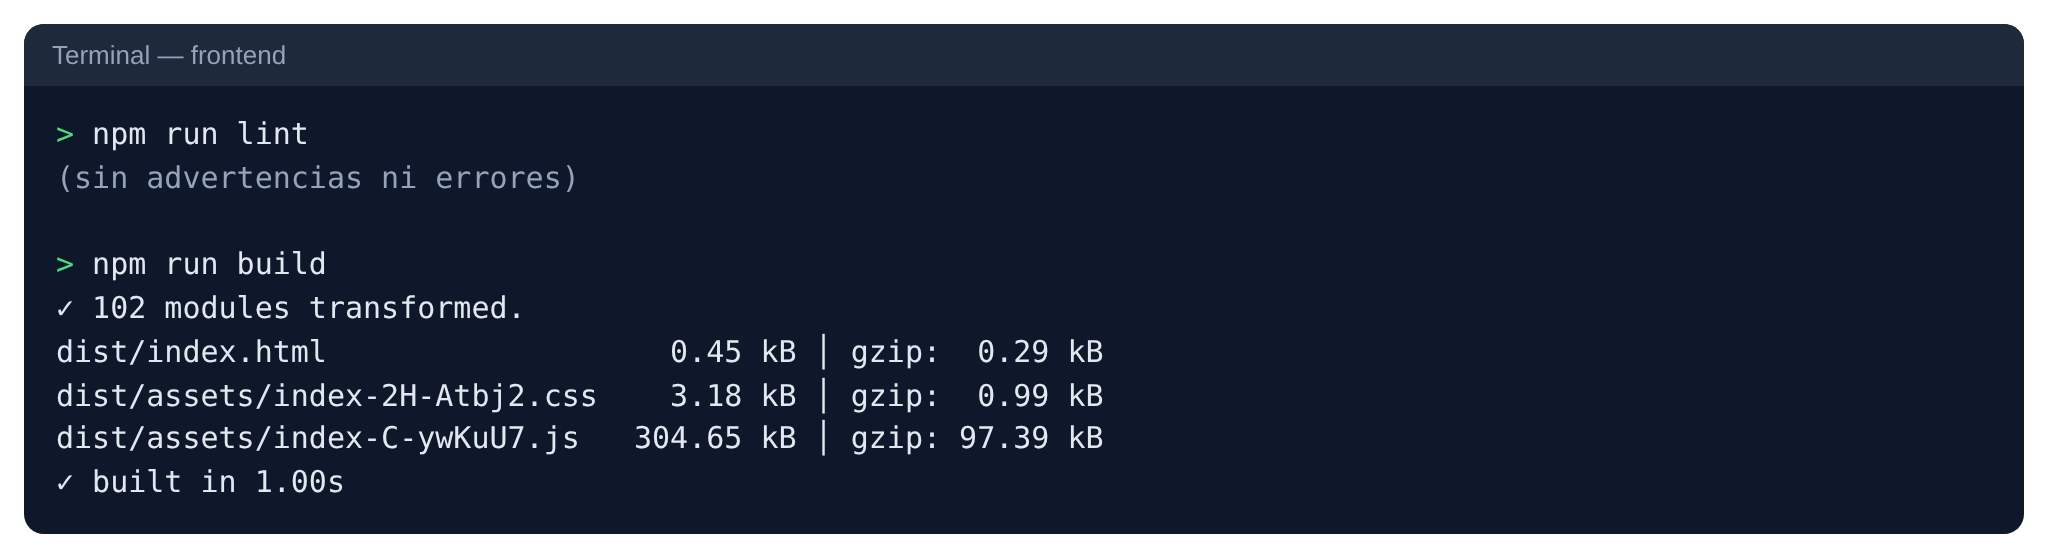 Terminal — frontend
> npm run lint
(sin advertencias ni errores)
> npm run build
✓ 102 modules transformed.
dist/index.html                   0.45 kB │ gzip:  0.29 kB
dist/assets/index-2H-Atbj2.css    3.18 kB │ gzip:  0.99 kB
dist/assets/index-C-ywKuU7.js   304.65 kB │ gzip: 97.39 kB
✓ built in 1.00s